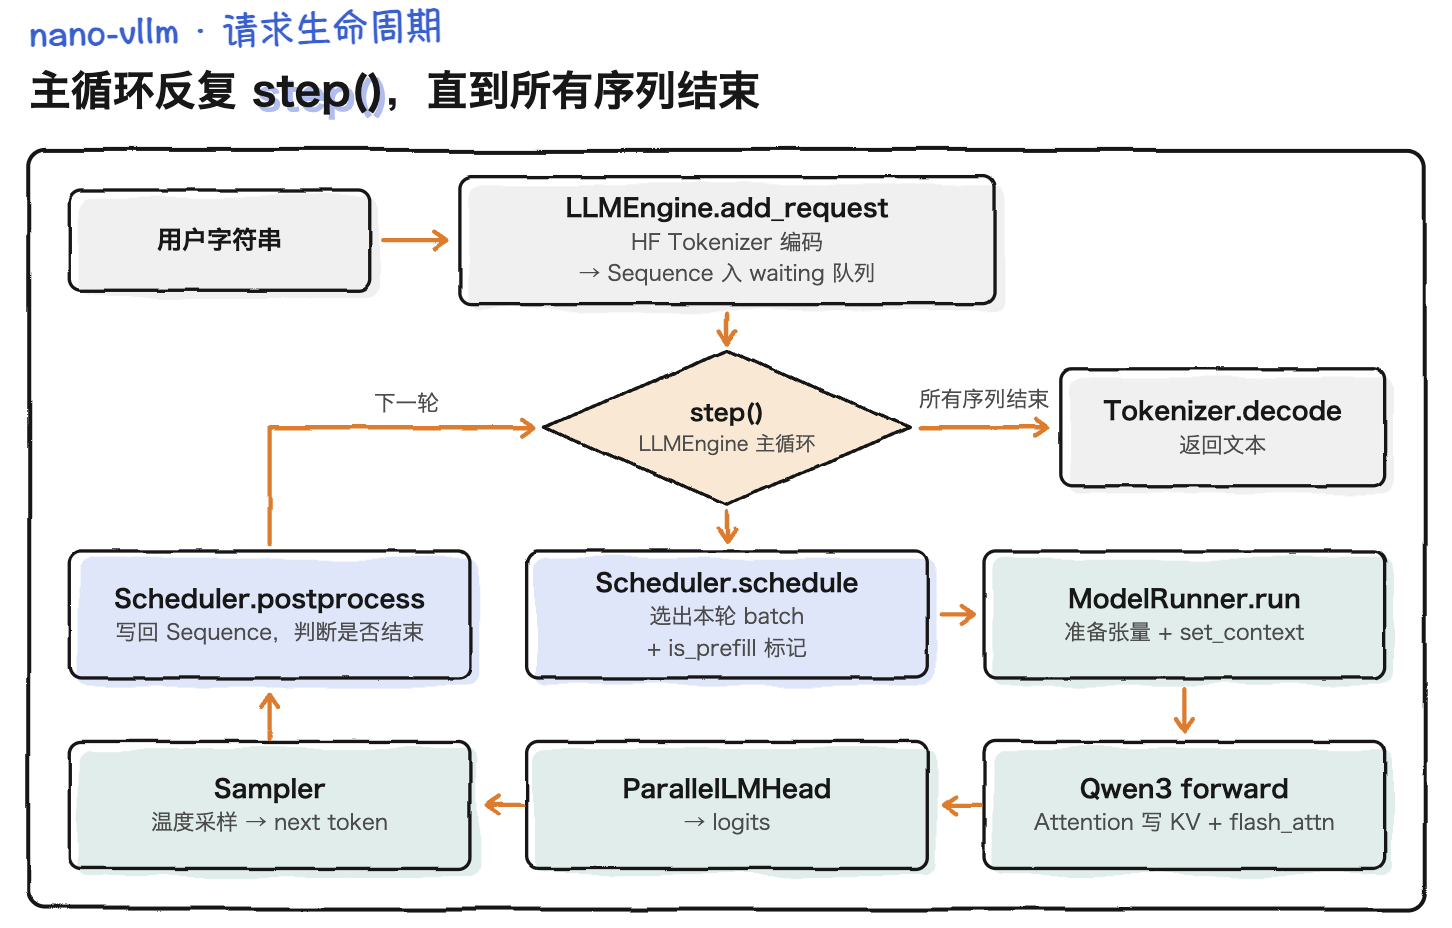 nano-vllm · 请求生命周期
主循环反复 step()，直到所有序列结束
用户字符串
LLMEngine.add_request
HF Tokenizer 编码
→ Sequence 入 waiting 队列
step()
LLMEngine 主循环
下一轮
所有序列结束
Tokenizer.decode
返回文本
Scheduler.postprocess
写回 Sequence，判断是否结束
Scheduler.schedule
选出本轮 batch
+ is_prefill 标记
ModelRunner.run
准备张量 + set_context
Sampler
温度采样 → next token
ParallelLMHead
→ logits
Qwen3 forward
Attention 写 KV + flash_attn